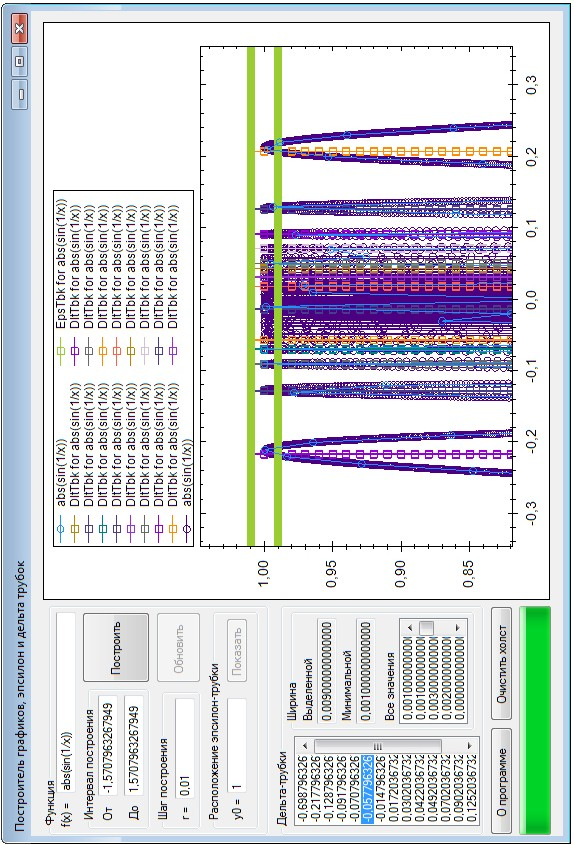 Построитель графиков, эпсилон и дельта трубок
Функция
f(x) = abs(sin(1/x))
Интервал построения
От -1,5707963267949
До 1.5707963267949
Построить
Шаг построения
r = 0.01
Обновить
Расположение эпсилон-трубки
y0 = 1
Показать
Дельта-трубки
-0.698796326
-0.217796326
-0.128796326
-0.091796326
-0.070796326
-0.057796326
-0.014796326
0.0172036732
0.0302036732
0.0422036732
0.0492036732
0.0702036732
0.0902036732
0.1252036732
Ширина
Выделенной
0.0090000000000000
Минимальной
0.0010000000000000
Все значения
0.0010000000000
0.0010000000000
0.0030000000000
0.0020000000000
0.0000000000000
О программе
Очистить холст
abs(sin(1/x))
DltTbk for abs(sin(1/x))
DltTbk for abs(sin(1/x))
DltTbk for abs(sin(1/x))
DltTbk for abs(sin(1/x))
DltTbk for abs(sin(1/x))
DltTbk for abs(sin(1/x))
DltTbk for abs(sin(1/x))
DltTbk for abs(sin(1/x))
abs(sin(1/x))
EpsTbk for abs(sin(1/x))
DltTbk for abs(sin(1/x))
DltTbk for abs(sin(1/x))
DltTbk for abs(sin(1/x))
DltTbk for abs(sin(1/x))
DltTbk for abs(sin(1/x))
DltTbk for abs(sin(1/x))
DltTbk for abs(sin(1/x))
DltTbk for abs(sin(1/x))
1,00
0,95
0,90
0,85
-0,3
-0,2
-0,1
0,0
0,1
0,2
0,3